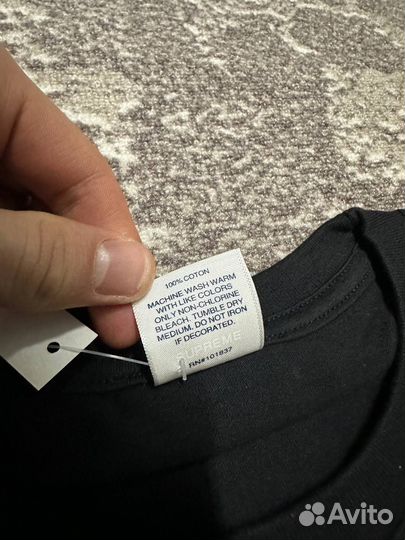 100% COTON
MACHINE WASH WARM
WITH LIKE COLORS
ONLY NON-CHLORINE
BLEACH. TUMBLE DRY
MEDIUM. DO NOT IRON
IF DECORATED.
SUPREME
RN#101837
Avito